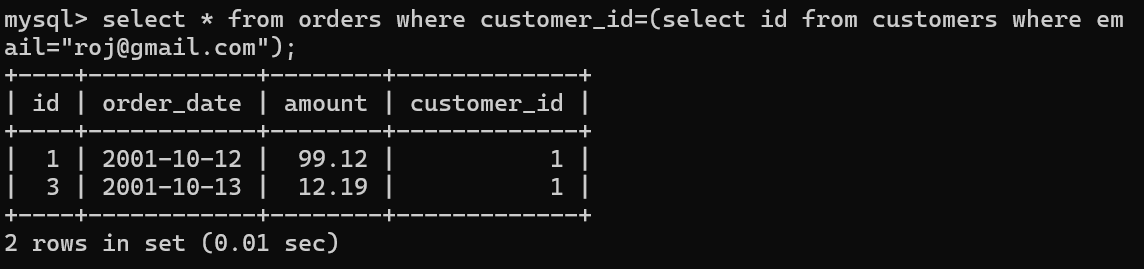 mysql> select * from orders where customer_id=(select id from customers where em
ail="roj@gmail.com");
+----+------------+--------+-------------+
| id | order_date | amount | customer_id |
+----+------------+--------+-------------+
|  1 | 2001-10-12 |  99.12 |           1 |
|  3 | 2001-10-13 |  12.19 |           1 |
+----+------------+--------+-------------+
2 rows in set (0.01 sec)